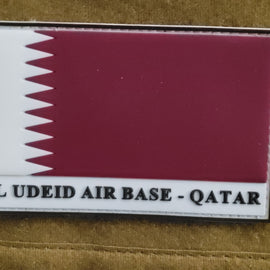 L UDEID AIR BASE - QATAR